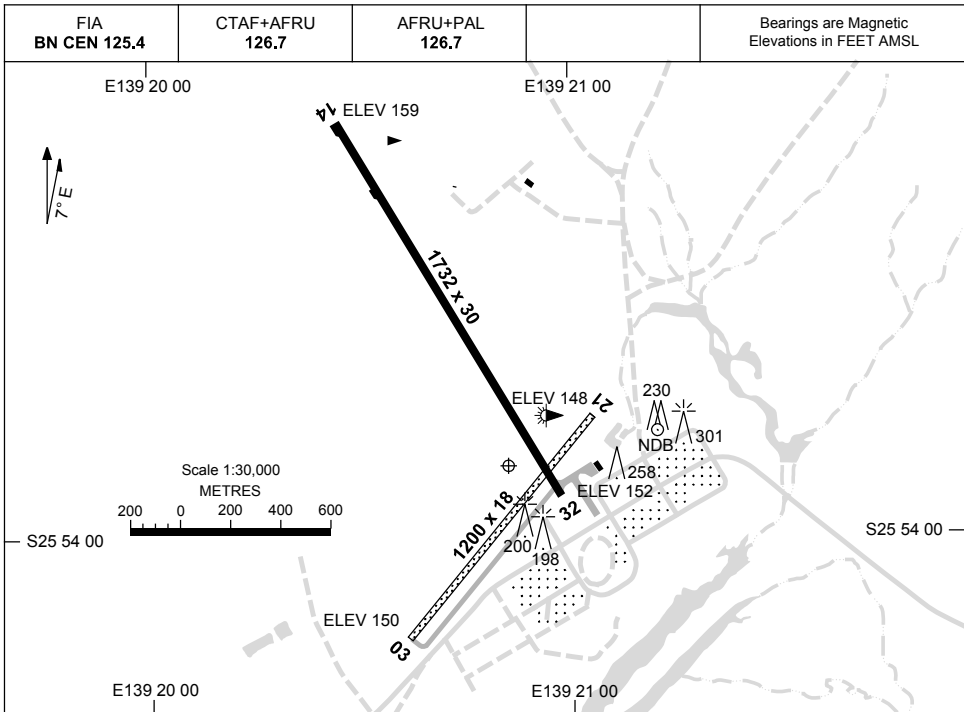 FIA
BN CEN 125.4
CTAF+AFRU
126.7
AFRU+PAL
126.7
Bearings are Magnetic
Elevations in FEET AMSL
E139 20 00
E139 21 00
14
ELEV 159
7° E
1732 x 30
ELEV 148
21
230
NDB
301
258
Scale 1:30,000
METRES
200 0 200 400 600
ELEV 152
32
1200 x 18
200
198
S25 54 00
S25 54 00
ELEV 150
03
E139 20 00
E139 21 00